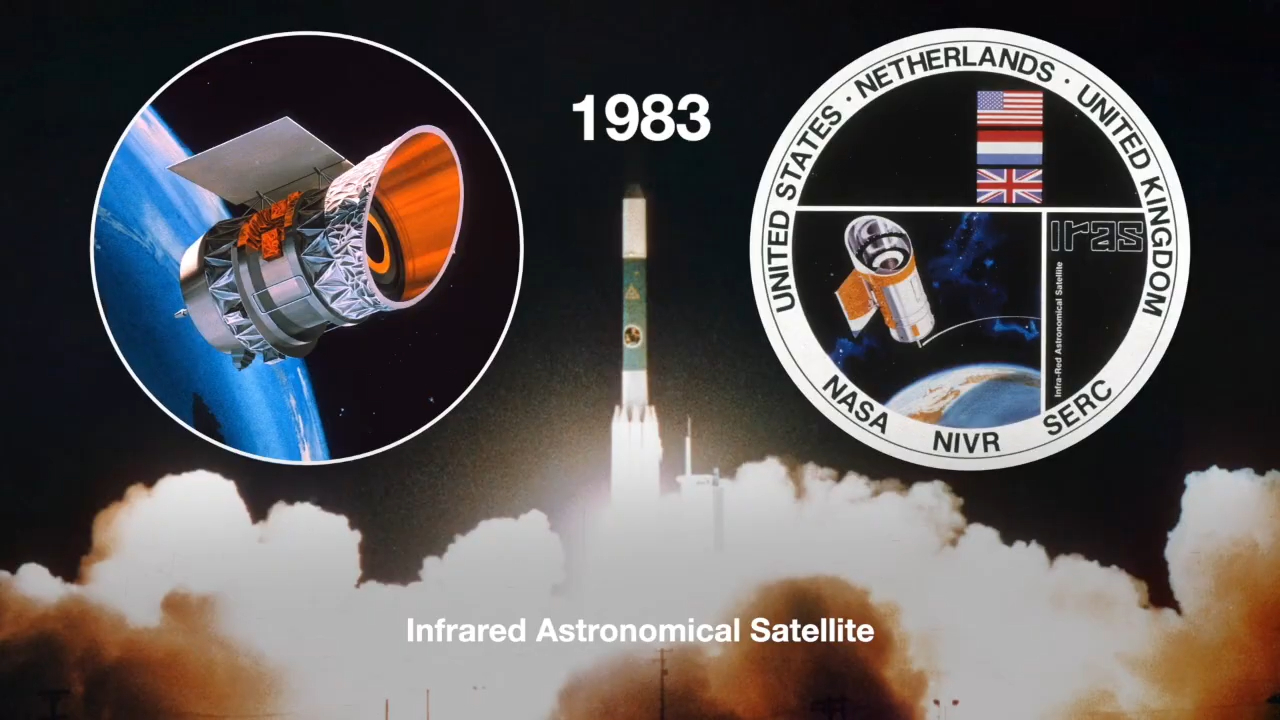 1983
UNITED STATES · NETHERLANDS · UNITED KINGDOM
iras
Infra-Red Astronomical Satellite
NASA NIVR SERC
Infrared Astronomical Satellite